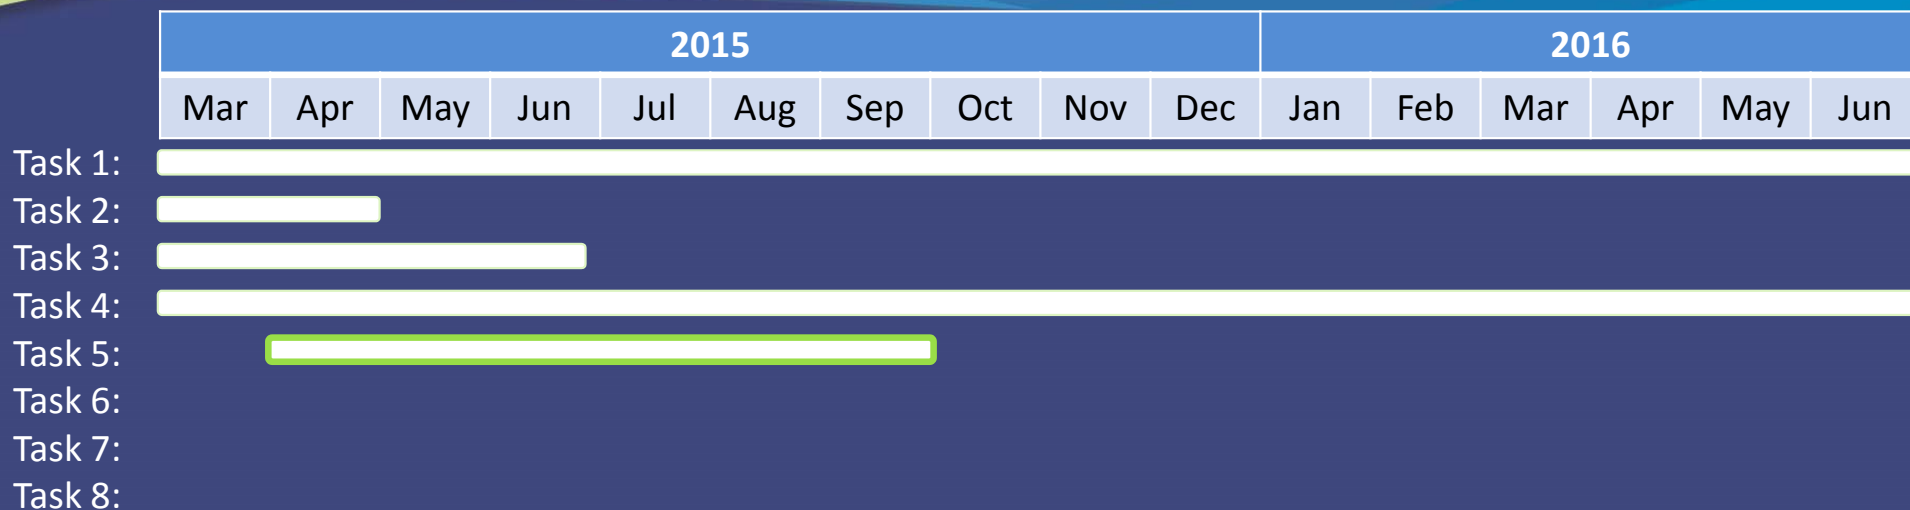 2015 2016
Mar Apr May Jun Jul Aug Sep Oct Nov Dec Jan Feb Mar Apr May Jun
Task 1:
Task 2:
Task 3:
Task 4:
Task 5:
Task 6:
Task 7:
Task 8: